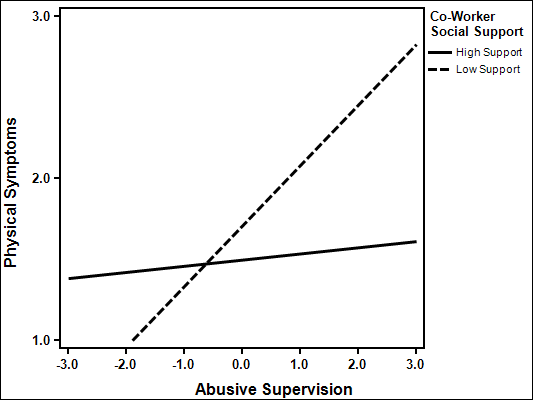 Co-Worker
Social Support
High Support
Low Support
3.0
2.0
1.0
Physical Symptoms
-3.0 -2.0 -1.0 0.0 1.0 2.0 3.0
Abusive Supervision